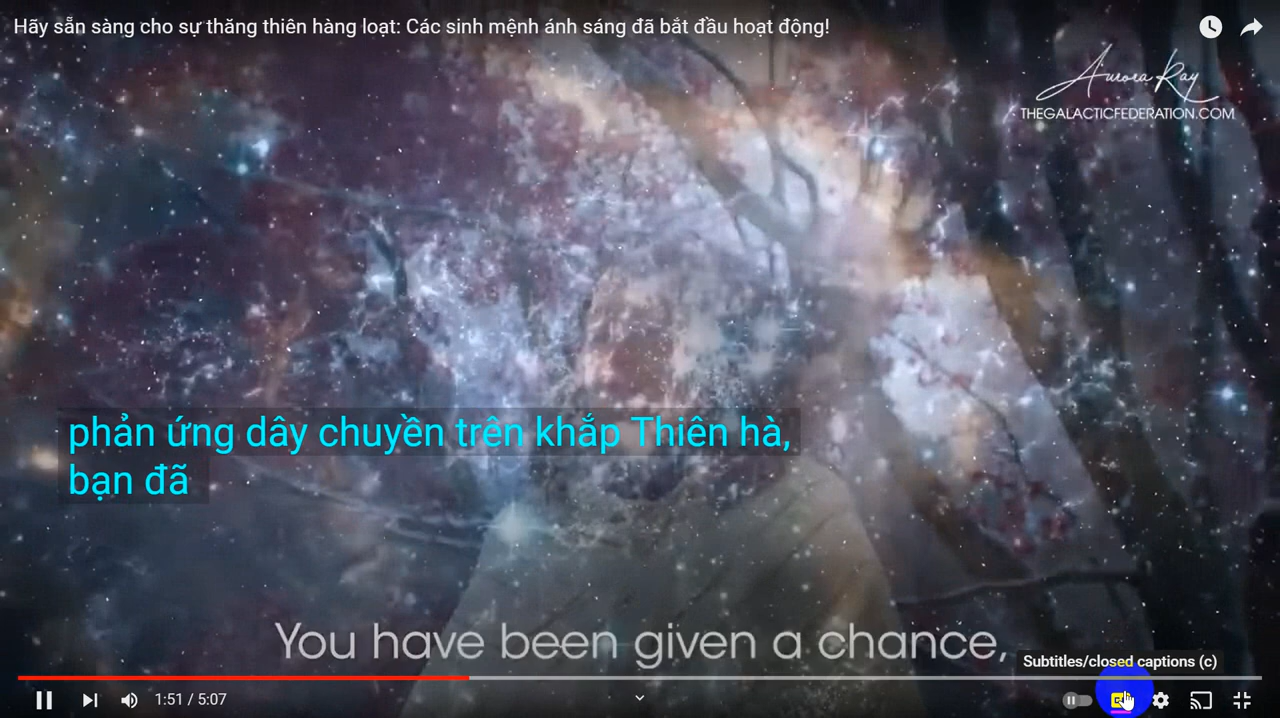 Hãy sẵn sàng cho sự thăng thiên hàng loạt: Các sinh mệnh ánh sáng đã bắt đầu hoạt động!
Aurora Ray
THEGALACTICFEDERATION.COM
phản ứng dây chuyền trên khắp Thiên hà,
bạn đã
You have been given a chance,
Subtitles/closed captions (c)
1:51 / 5:07